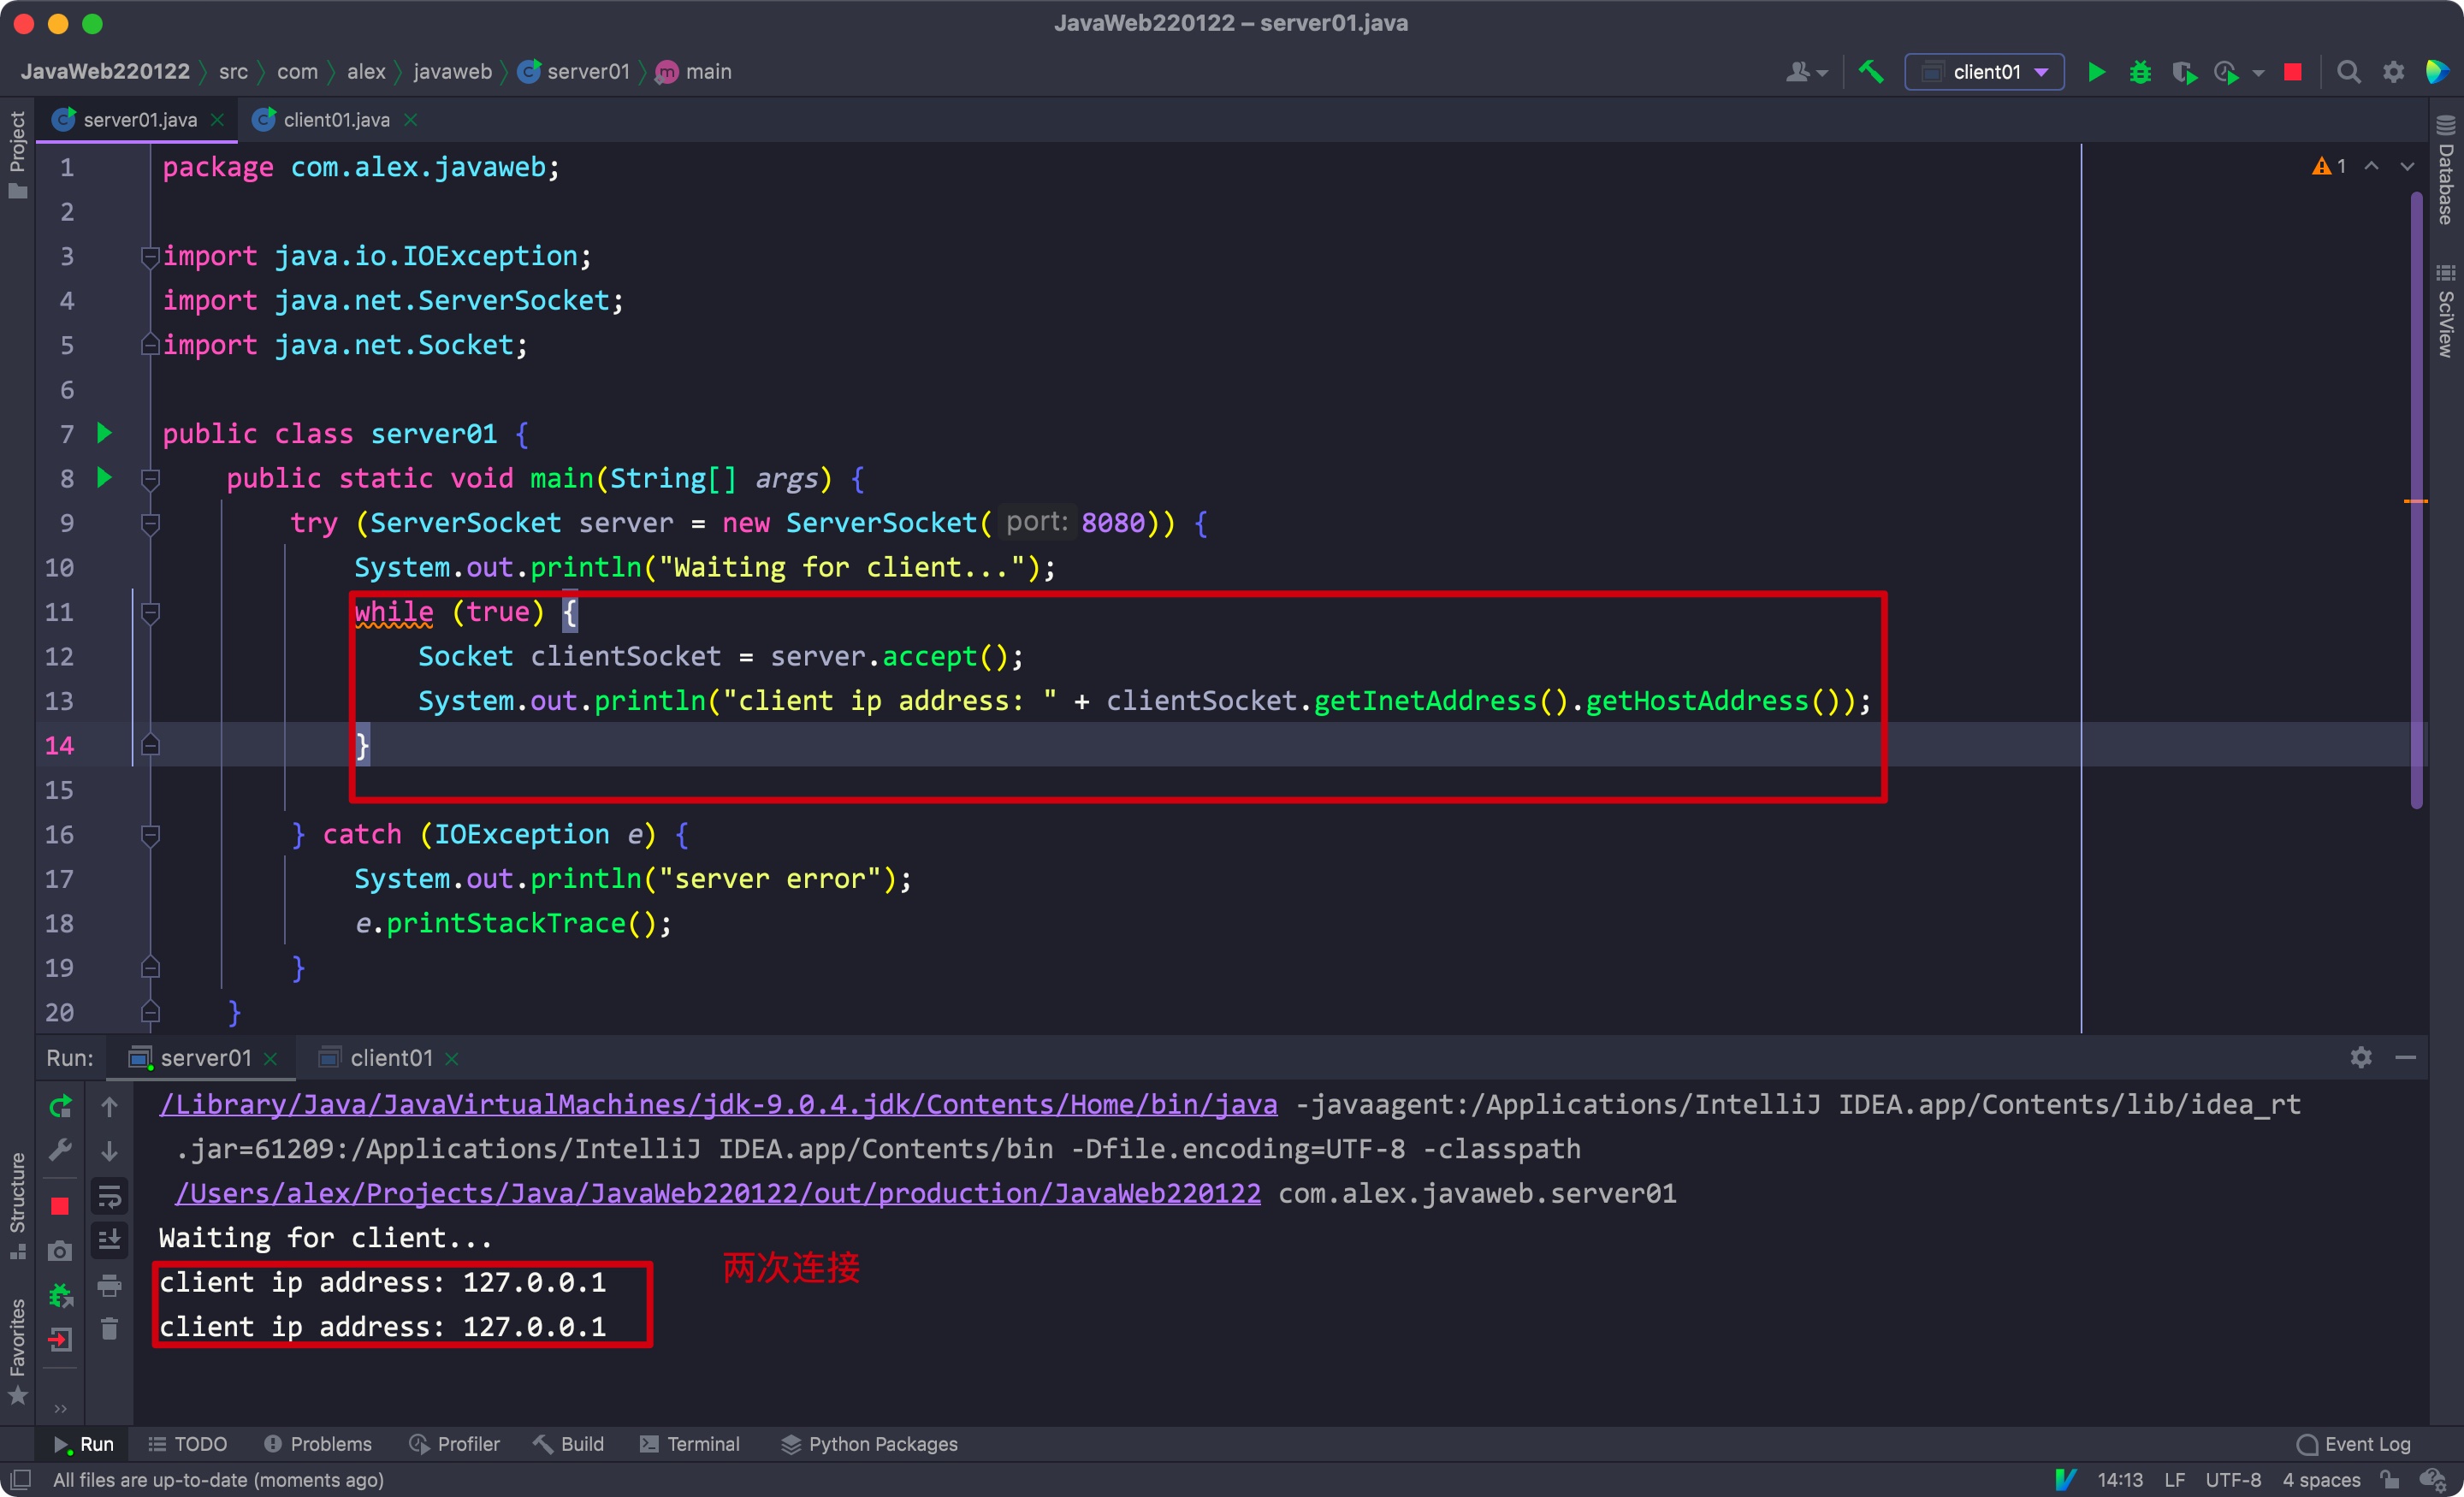 JavaWeb220122 – server01.java
JavaWeb220122 src com alex javaweb server01 main
client01
Project
server01.java
client01.java
1
Database
SciView
1 package com.alex.javaweb;
2
3 import java.io.IOException;
4 import java.net.ServerSocket;
5 import java.net.Socket;
6
7 public class server01 {
8 public static void main(String[] args) {
9 try (ServerSocket server = new ServerSocket( port: 8080)) {
10 System.out.println("Waiting for client...");
11 while (true) {
12 Socket clientSocket = server.accept();
13 System.out.println("client ip address: " + clientSocket.getInetAddress().getHostAddress());
14 }
15
16 } catch (IOException e) {
17 System.out.println("server error");
18 e.printStackTrace();
19 }
20 }
Run: server01 client01
/Library/Java/JavaVirtualMachines/jdk-9.0.4.jdk/Contents/Home/bin/java -javaagent:/Applications/IntelliJ IDEA.app/Contents/lib/idea_rt
.jar=61209:/Applications/IntelliJ IDEA.app/Contents/bin -Dfile.encoding=UTF-8 -classpath
/Users/alex/Projects/Java/JavaWeb220122/out/production/JavaWeb220122 com.alex.javaweb.server01
Waiting for client...
两次连接
client ip address: 127.0.0.1
client ip address: 127.0.0.1
Structure
Favorites
Run TODO Problems Profiler Build Terminal Python Packages Event Log
All files are up-to-date (moments ago) 14:13 LF UTF-8 4 spaces